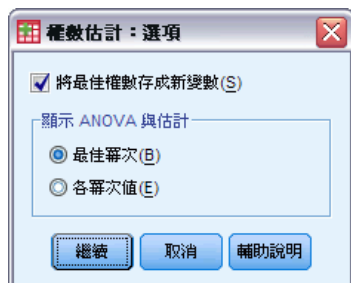 權數估計：選項
將最佳權數存成新變數(S)
顯示 ANOVA 與估計
最佳冪次(B)
各冪次值(E)
繼續 取消 輔助說明